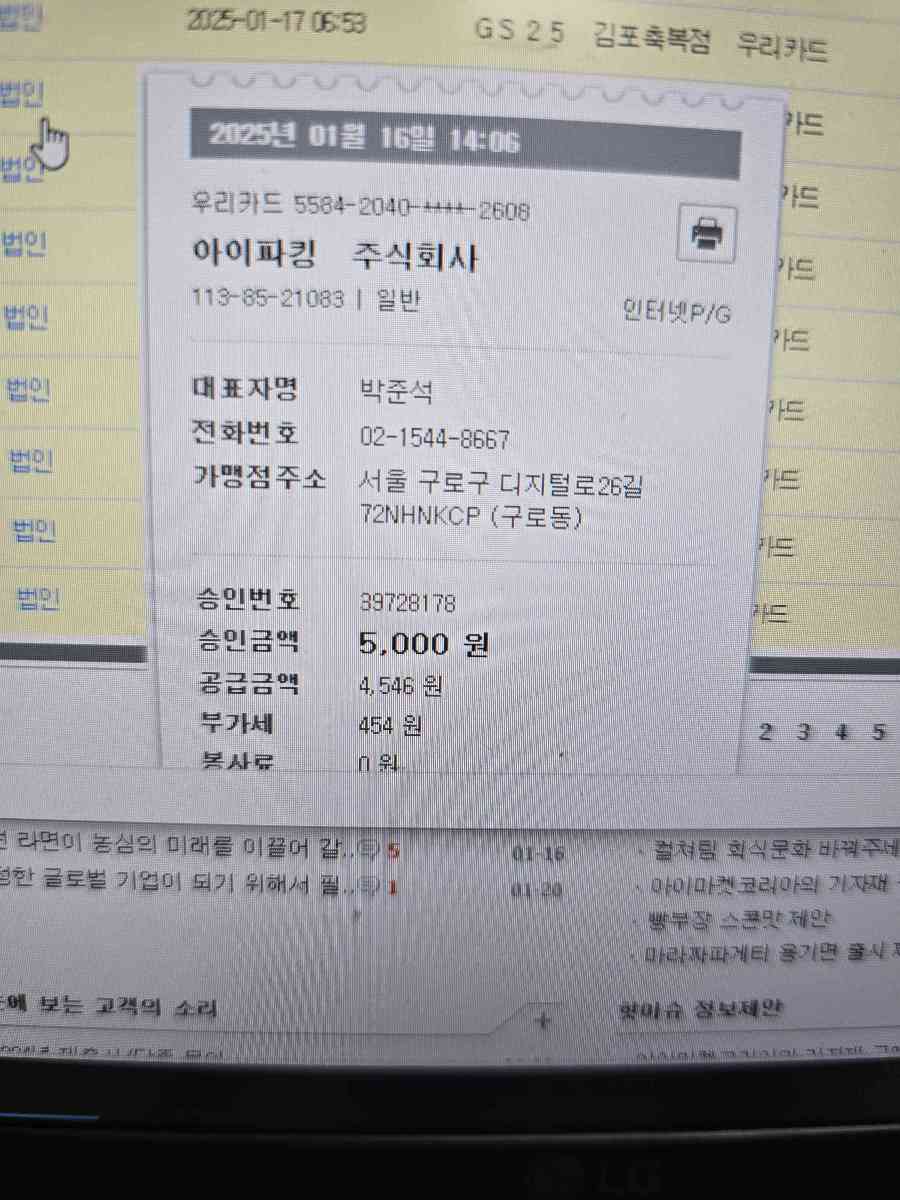 법인 2025-01-17 06:53 GS25 김포축복점 우리카드
법인 카드
2025년 01월 16일 14:06
법인 카드
우리카드 5584-2040-****-2608
아이파킹 주식회사
법인 카드
113-85-21083 | 일반 인터넷P/G
법인 카드
대표자명 박준석
법인 카드
전화번호 02-1544-8667
법인 카드
가맹점주소 서울 구로구 디지털로26길
72NHNKCP (구로동)
법인 카드
법인 카드
승인번호 39728178
승인금액 5,000 원
공급금액 4,546 원
부가세 454 원
2 3 4 5
봉사료 0 원
라면이 농심의 미래를 이끌어 갈.. 5 01-16
· 컬쳐팀 회식문화 바꿔주세
글로벌 기업이 되기 위해서 필.. 1 01-20
· 아이마켓코리아의 기자재
· 빵부장 스콘맛 제안
· 마라짜파게티 용기면 출시
보는 고객의 소리 +
핫이슈 정보제안
LG